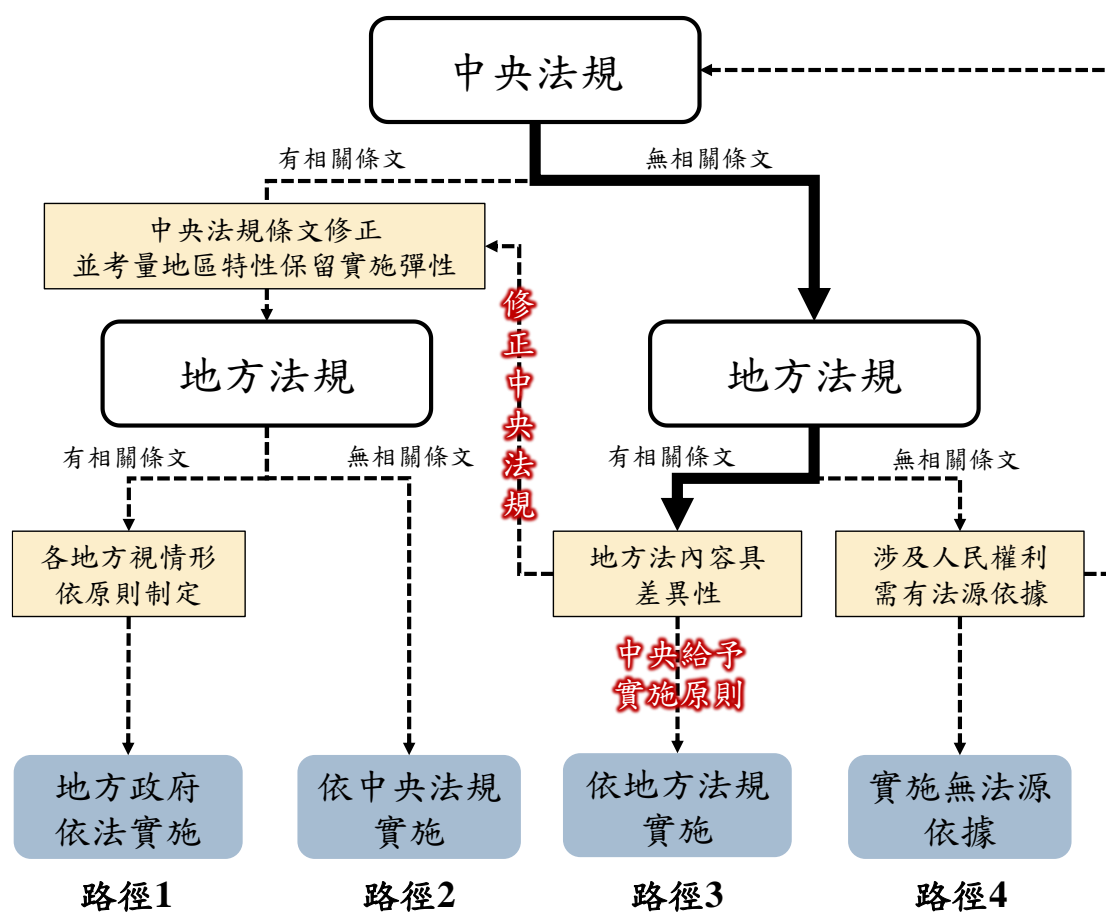 中央法規
有相關條文
無相關條文
中央法規條文修正
並考量地區特性保留實施彈性
修正中央法規
地方法規
地方法規
有相關條文
無相關條文
有相關條文
無相關條文
各地方視情形
依原則制定
地方法內容具
差異性
涉及人民權利
需有法源依據
中央給予
實施原則
地方政府
依法實施
依中央法規
實施
依地方法規
實施
實施無法源
依據
路徑1
路徑2
路徑3
路徑4